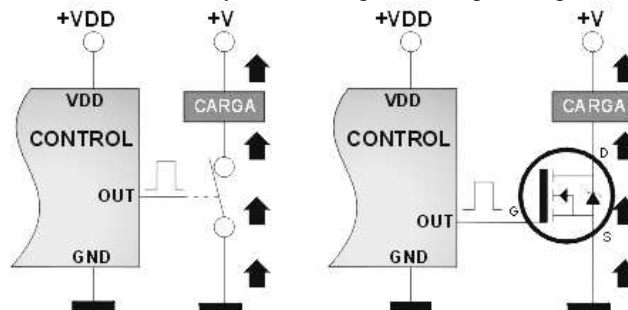 +VDD
+V
VDD
CARGA
CONTROL
OUT
GND
+VDD
+V
VDD
CARGA
CONTROL
D
G
OUT
S
GND